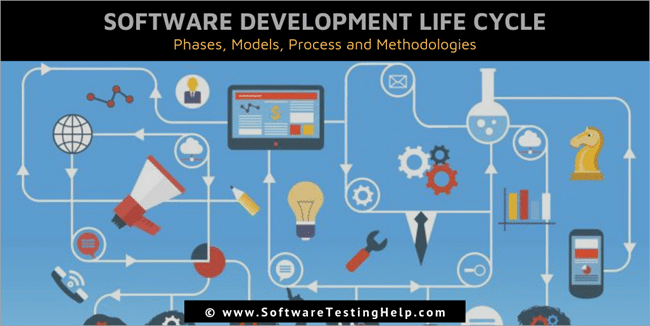 SOFTWARE DEVELOPMENT LIFE CYCLE
Phases, Models, Process and Methodologies
$
© www.SoftwareTestingHelp.com